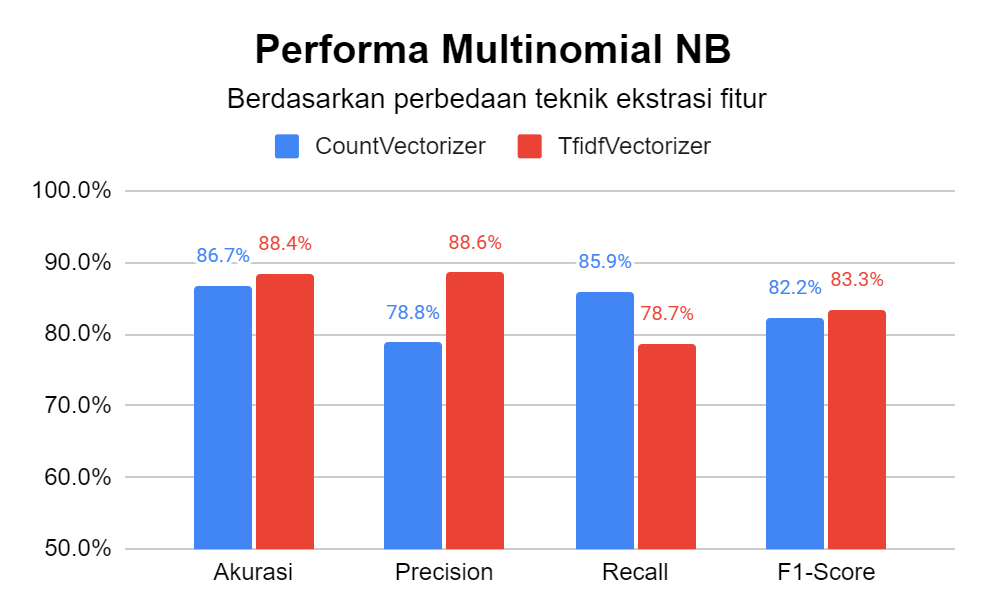 Performa Multinomial NB
Berdasarkan perbedaan teknik ekstrasi fitur
CountVectorizer TfidfVectorizer
100.0%
90.0%
80.0%
70.0%
60.0%
50.0%
86.7% 88.4%
78.8% 88.6%
85.9% 78.7%
82.2% 83.3%
Akurasi Precision Recall F1-Score